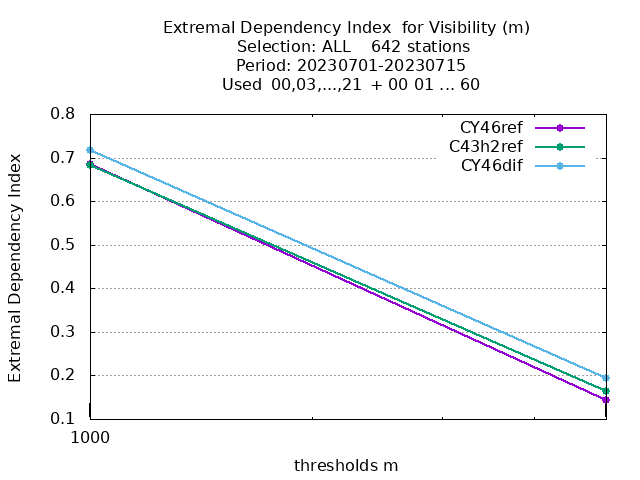 Extremal Dependency Index  for Visibility (m)
Selection: ALL    642 stations
Period: 20230701-20230715
Used  00,03,...,21  + 00 01 ... 60
CY46ref
C43h2ref
CY46dif
0.8
0.7
0.6
0.5
0.4
0.3
0.2
0.1
Extremal Dependency Index
1000
thresholds m